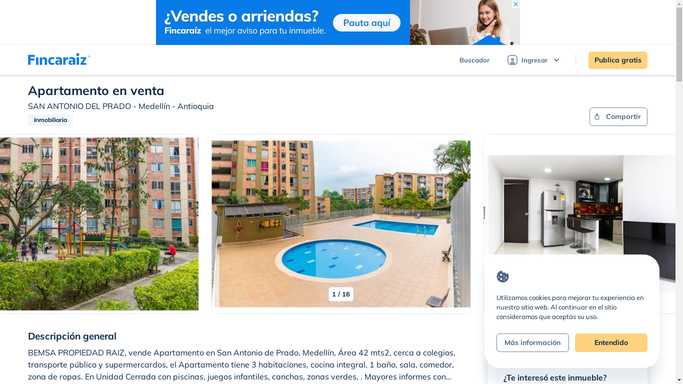 ¿Vendes o arriendas?
Fincaraíz el mejor aviso para tu inmueble.
Pauta aquí
Fincaraíz
Buscador
Ingresar
Publica gratis
Apartamento en venta
SAN ANTONIO DEL PRADO - Medellín - Antioquia
Inmobiliaria
Compartir
1 / 16
Utilizamos cookies para mejorar tu experiencia en
nuestro sitio web. Al continuar en el sitio
consideramos que aceptas su uso.
Más información
Entendido
Descripción general
BEMSA PROPIEDAD RAIZ, vende Apartamento en San Antonio de Prado, Medellín, Área 42 mts2, cerca a colegios,
transporte público y supermercados, el Apartamento tiene 3 habitaciones, cocina integral, 1 baño, sala, comedor,
zona de ropas. En Unidad Cerrada con piscinas, juegos infantiles, canchas, zonas verdes, . Mayores informes con...
¿Te interesó este inmueble?